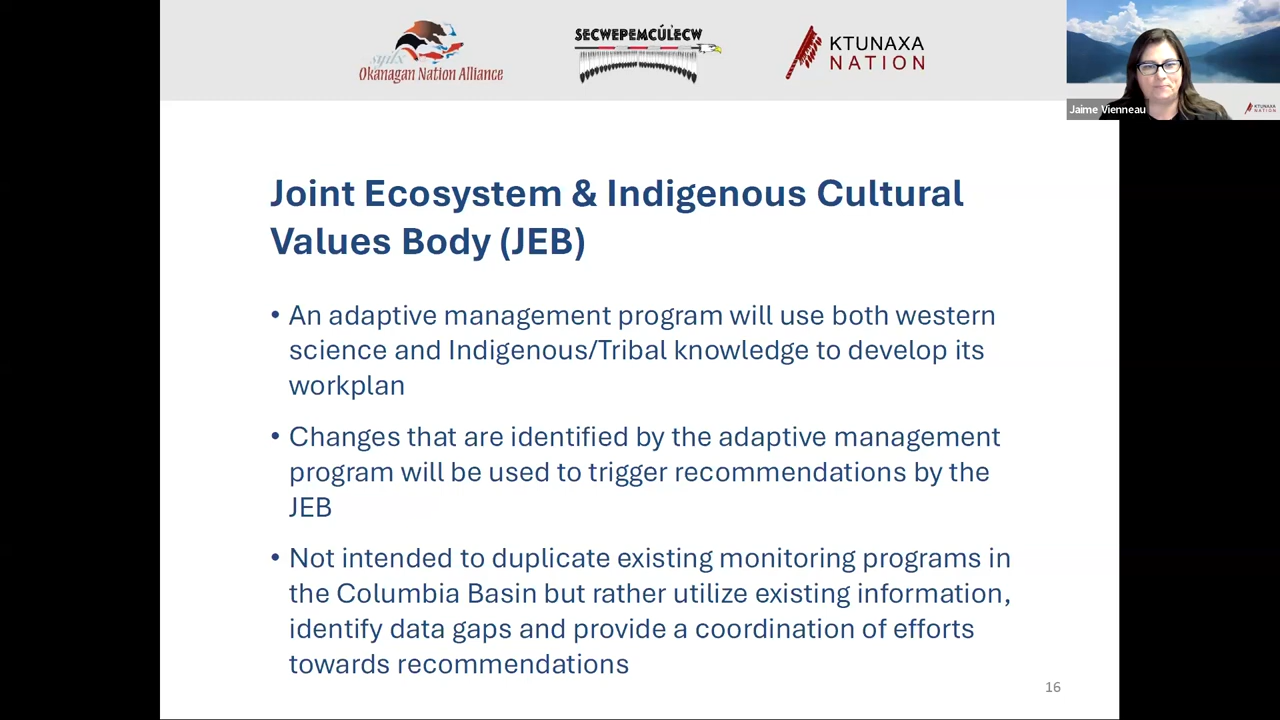 syilx
Okanagan Nation Alliance
SECWEPEMCÚLECW
KTUNAXA
NATION
Jaime Vienneau
KTUNAXA
NATION
Joint Ecosystem & Indigenous Cultural
Values Body (JEB)
• An adaptive management program will use both western
science and Indigenous/Tribal knowledge to develop its
workplan
• Changes that are identified by the adaptive management
program will be used to trigger recommendations by the
JEB
• Not intended to duplicate existing monitoring programs in
the Columbia Basin but rather utilize existing information,
identify data gaps and provide a coordination of efforts
towards recommendations
16